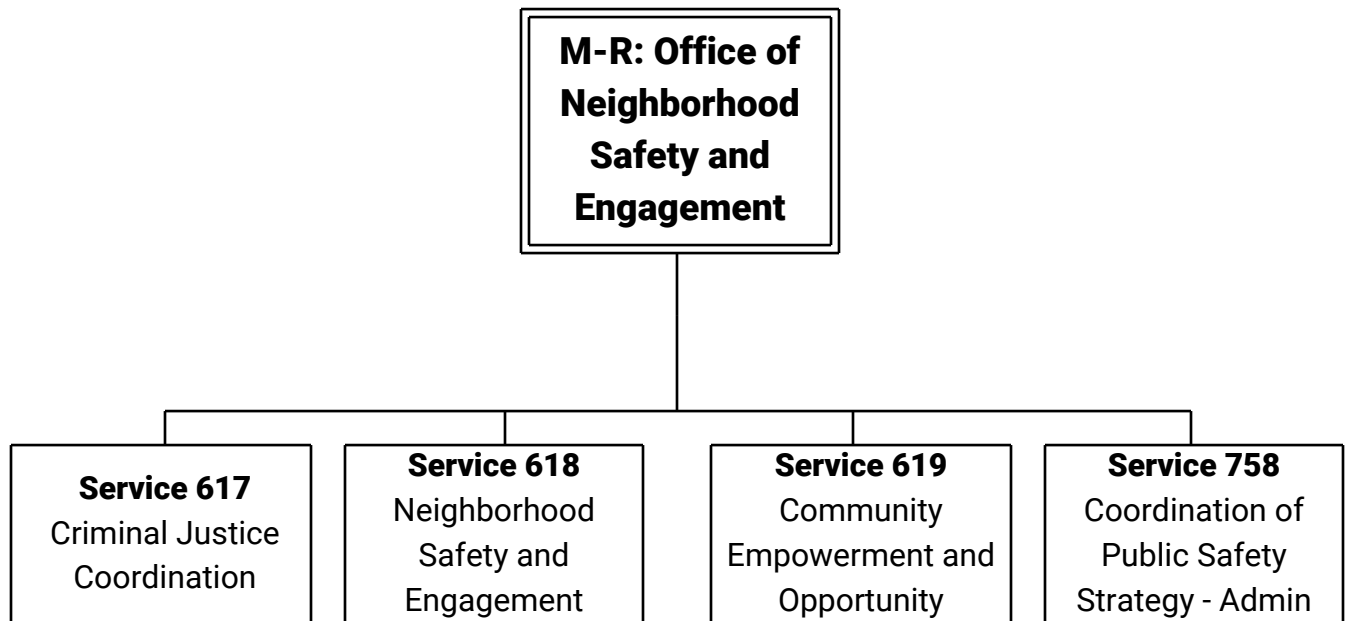 M-R: Office of
Neighborhood
Safety and
Engagement
Service 617
Criminal Justice
Coordination
Service 618
Neighborhood
Safety and
Engagement
Service 619
Community
Empowerment and
Opportunity
Service 758
Coordination of
Public Safety
Strategy - Admin